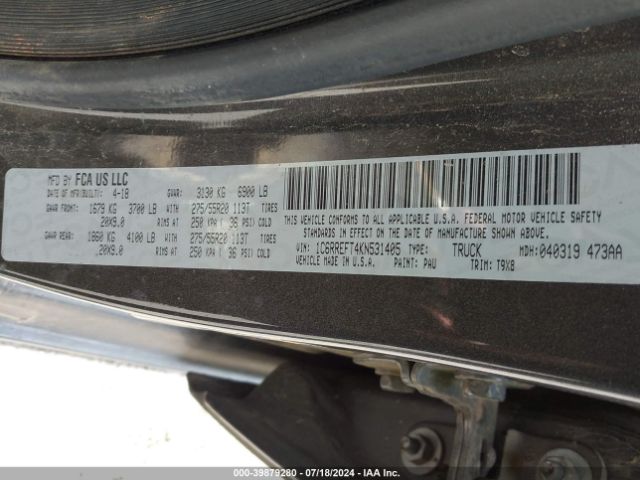 MFD BY FCA US LLC
DATE OF MFR(BUILT): 4-18 GVWR: 3130 KG 6900 LB
GAWR FRONT: 1679 KG 3700 LB WITH 275/55R20 113T TIRES
20X9.0 RIMS AT 250 KPA ( 36 PSI) COLD
GAWR REAR: 1860 KG 4100 LB WITH 275/55R20 113T TIRES
20X9.0 RIMS AT 250 KPA ( 36 PSI) COLD
THIS VEHICLE CONFORMS TO ALL APPLICABLE U.S.A. FEDERAL MOTOR VEHICLE SAFETY
STANDARDS IN EFFECT ON THE DATE OF MANUFACTURE SHOWN ABOVE.
VIN: 1C6RREFT4KN531405 TYPE: TRUCK MDH: 040319 473AA
VEHICLE MADE IN U.S.A. PAINT: PAU TRIM: T9X8
000-39879280 - 07/18/2024 - IAA Inc.